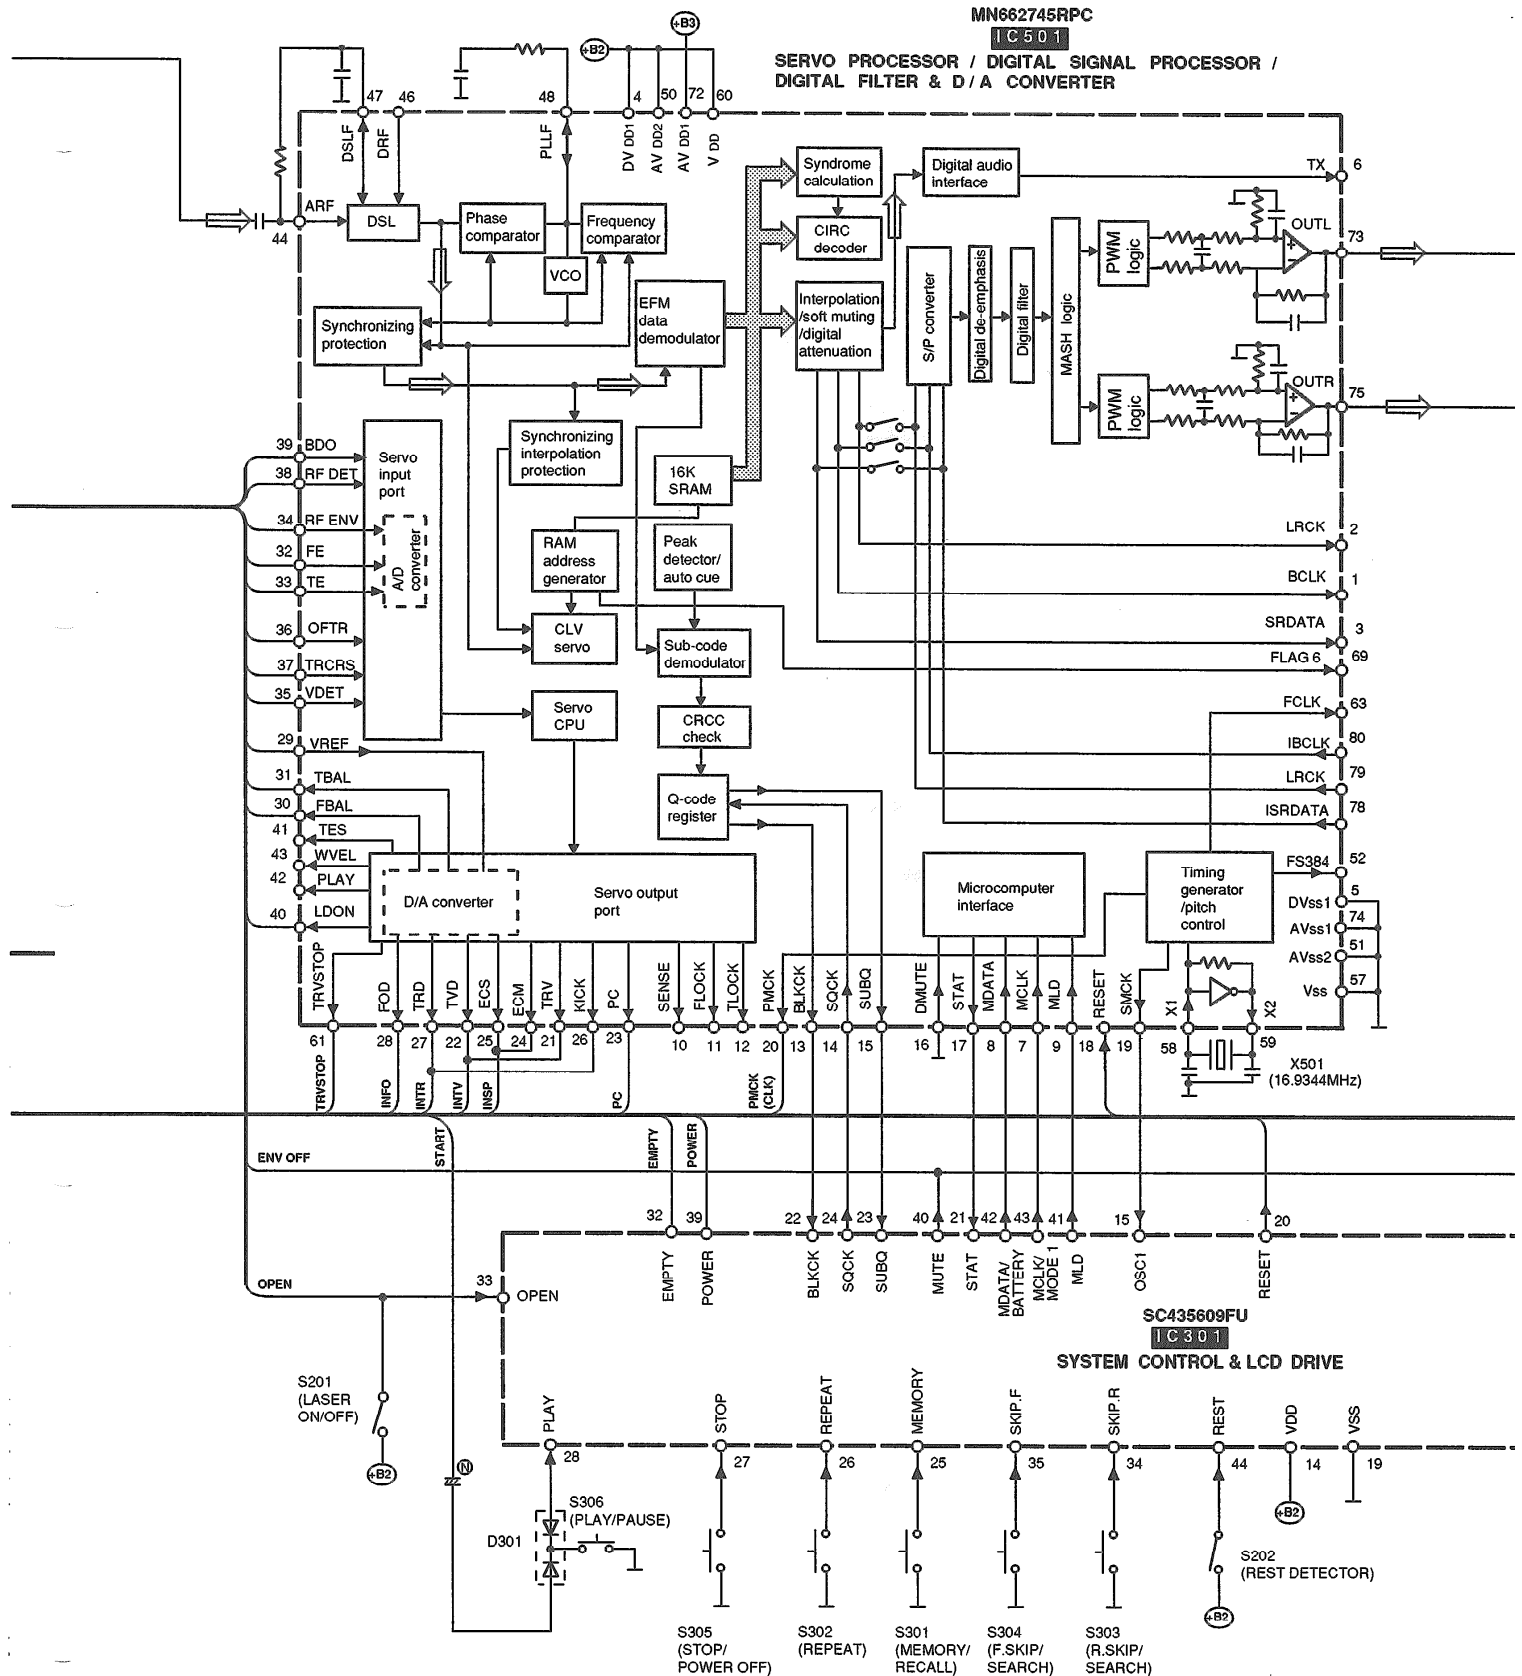 MN662745RPC
IC501
SERVO PROCESSOR / DIGITAL SIGNAL PROCESSOR /
DIGITAL FILTER & D/A CONVERTER
+B3
+B2
47
46
48
4
50
72
60
DSLF
DRF
PLLF
DV DD1
AV DD2
AV DD1
V DD
ARF
44
DSL
Phase
comparator
Frequency
comparator
VCO
Synchronizing
protection
EFM
data
demodulator
Syndrome
calculation
CIRC
decoder
Digital audio
interface
Interpolation
/soft muting
/digital
attenuation
S/P converter
Digital de-emphasis
Digital filter
MASH logic
PWM
logic
PWM
logic
TX
6
OUTL
73
OUTR
75
+
−
+
−
39
BDO
38
RF DET
34
RF ENV
32
FE
33
TE
36
OFTR
37
TRCRS
35
VDET
29
VREF
31
TBAL
30
FBAL
41
TES
43
WVEL
42
PLAY
40
LDON
Servo
input
port
A/D
converter
Synchronizing
interpolation
protection
16K
SRAM
RAM
address
generator
Peak
detector/
auto cue
CLV
servo
Sub-code
demodulator
Servo
CPU
CRCC
check
Q-code
register
D/A converter
Servo output
port
Microcomputer
interface
Timing
generator
/pitch
control
LRCK
2
BCLK
1
SRDATA
3
FLAG 6
69
FCLK
63
IBCLK
80
LRCK
79
ISRDATA
78
FS384
52
DVss1
5
AVss1
74
AVss2
51
Vss
57
TRVSTOP
FOD
TRD
TVD
ECS
ECM
TRV
KICK
PC
SENSE
FLOCK
TLOCK
PMCK
BLKCK
SQCK
SUBQ
DMUTE
STAT
MDATA
MCLK
MLD
RESET
SMCK
X1
X2
61
28
27
22
25
24
21
26
23
10
11
12
20
13
14
15
16
17
8
7
9
18
19
58
59
X501
(16.9344MHz)
TRVSTOP
INFO
INTR
INTV
INSP
PC
PMCK
(CLK)
START
EMPTY
POWER
ENV OFF
32
39
22
24
23
40
21
42
43
41
15
20
EMPTY
POWER
BLKCK
SQCK
SUBQ
MUTE
STAT
MDATA/
BATTERY
MCLK/
MODE 1
MLD
OSC1
RESET
OPEN
33
OPEN
SC435609FU
IC301
SYSTEM CONTROL & LCD DRIVE
S201
(LASER
ON/OFF)
+B2
PLAY
STOP
REPEAT
MEMORY
SKIP.F
SKIP.R
REST
VDD
VSS
28
27
26
25
35
34
44
14
19
N
+B2
S306
(PLAY/PAUSE)
D301
S202
(REST DETECTOR)
+B2
S305
(STOP/
POWER OFF)
S302
(REPEAT)
S301
(MEMORY/
RECALL)
S304
(F.SKIP/
SEARCH)
S303
(R.SKIP/
SEARCH)